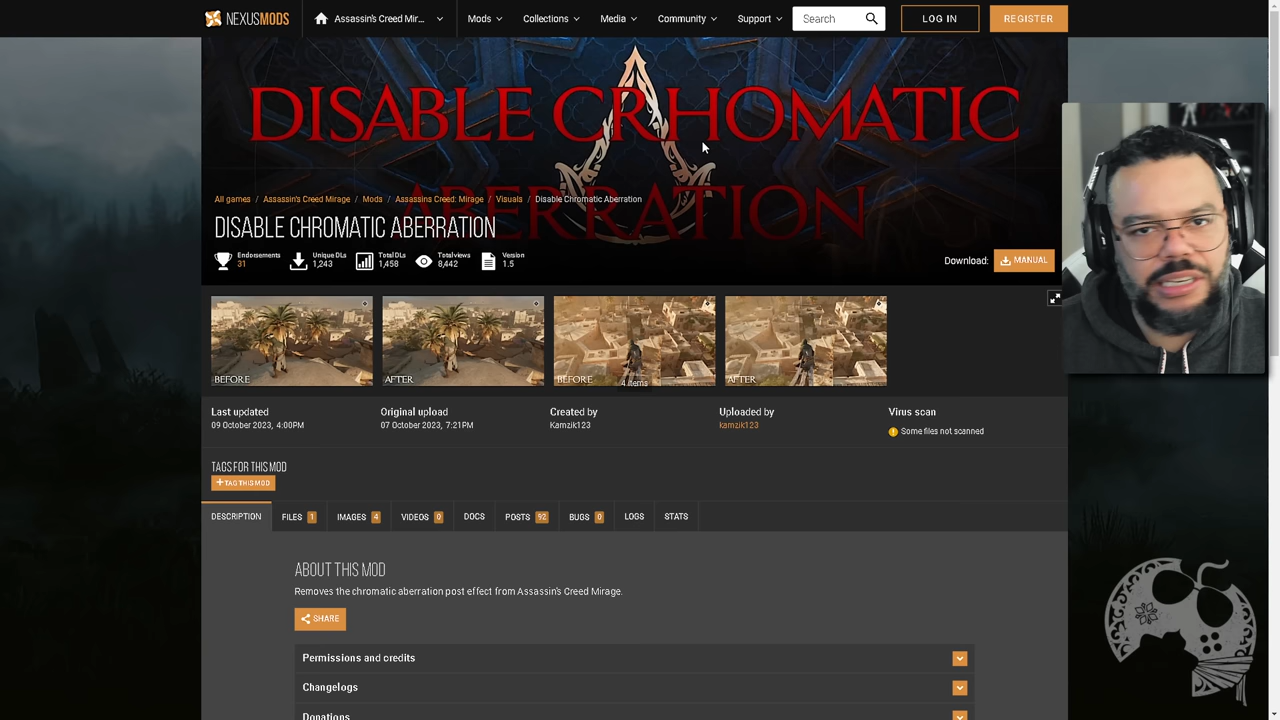 NEXUSMODS
Assassin's Creed Mir...
Mods
Collections
Media
Community
Support
Search
LOG IN
REGISTER
DISABLE CRHOMATIC
ABERRATION
All games / Assassin's Creed Mirage / Mods / Assassins Creed: Mirage / Visuals / Disable Chromatic Aberration
DISABLE CHROMATIC ABERRATION
Endorsements
31
Unique DLs
1,243
Total DLs
1,458
Total views
8,442
Version
1.5
Download:
MANUAL
BEFORE
AFTER
BEFORE
4 items
AFTER
Last updated
09 October 2023, 4:00PM
Original upload
07 October 2023, 7:21PM
Created by
Kamzik123
Uploaded by
kamzik123
Virus scan
Some files not scanned
TAGS FOR THIS MOD
+ TAG THIS MOD
DESCRIPTION
FILES 1
IMAGES 4
VIDEOS 0
DOCS
POSTS 92
BUGS 0
LOGS
STATS
ABOUT THIS MOD
Removes the chromatic aberration post effect from Assassin's Creed Mirage.
SHARE
Permissions and credits
Changelogs
Donations